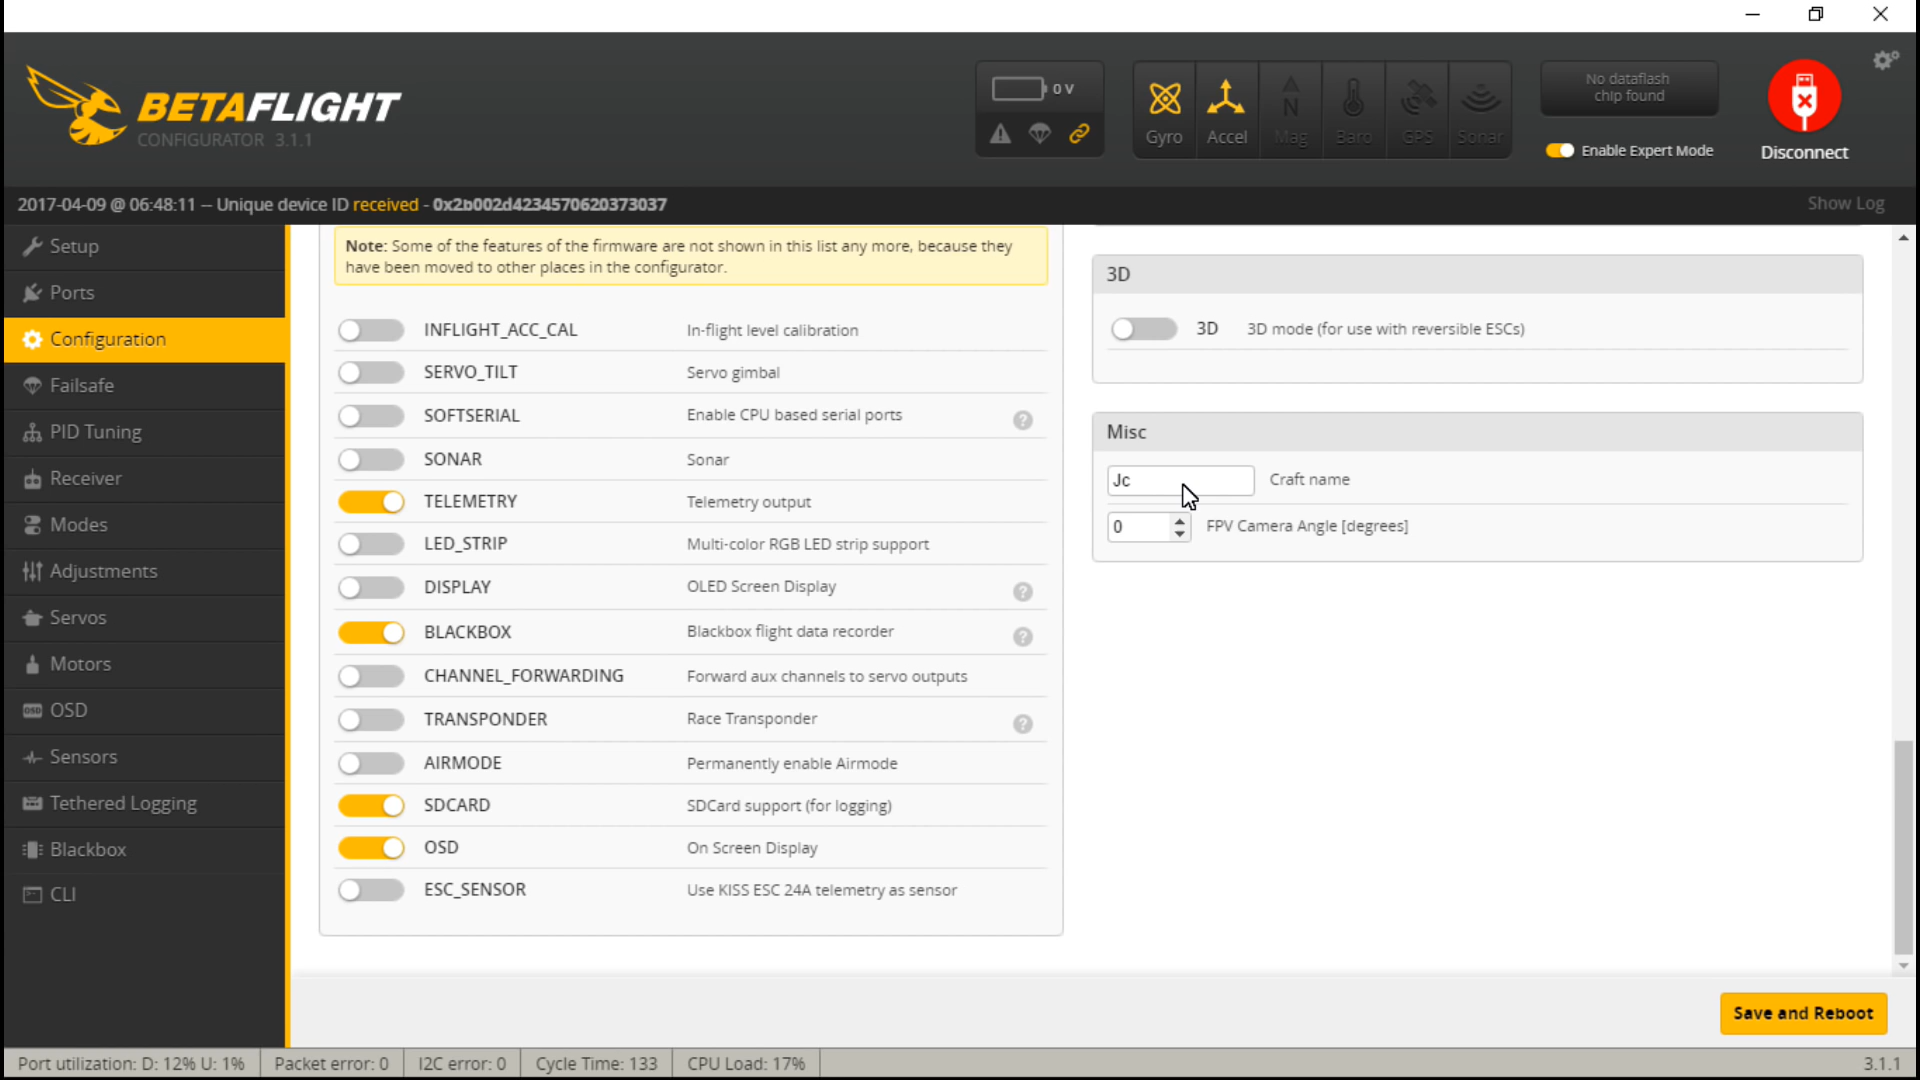 BETAFLIGHT
CONFIGURATOR 3.1.1
0 V
Gyro
Accel
Mag
Baro
GPS
Sonar
No dataflash
chip found
Enable Expert Mode
Disconnect
2017-04-09 @ 06:48:11 -- Unique device ID received - 0x2b002d4234570620373037
Show Log
Setup
Ports
Configuration
Failsafe
PID Tuning
Receiver
Modes
Adjustments
Servos
Motors
OSD OSD
Sensors
Tethered Logging
Blackbox
CLI
Note: Some of the features of the firmware are not shown in this list any more, because they
have been moved to other places in the configurator.
INFLIGHT_ACC_CAL In-flight level calibration
SERVO_TILT Servo gimbal
SOFTSERIAL Enable CPU based serial ports ?
SONAR Sonar
TELEMETRY Telemetry output
LED_STRIP Multi-color RGB LED strip support
DISPLAY OLED Screen Display ?
BLACKBOX Blackbox flight data recorder ?
CHANNEL_FORWARDING Forward aux channels to servo outputs
TRANSPONDER Race Transponder ?
AIRMODE Permanently enable Airmode
SDCARD SDCard support (for logging)
OSD On Screen Display
ESC_SENSOR Use KISS ESC 24A telemetry as sensor
3D
3D 3D mode (for use with reversible ESCs)
Misc
Jc Craft name
0 FPV Camera Angle [degrees]
Save and Reboot
Port utilization: D: 12% U: 1% Packet error: 0 I2C error: 0 Cycle Time: 133 CPU Load: 17% 3.1.1